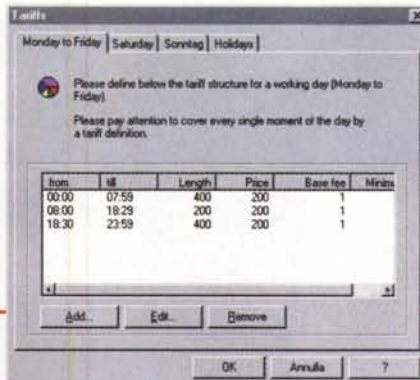 Tariffs
Monday to Friday Saturday Sonntag Holidays
Please define below the tariff structure for a working day (Monday to
Friday).
Please pay attention to cover every single moment of the day by
a tariff definition.
from till Length Price Base fee Minimu
00:00 07:59 400 200 1
08:00 18:29 200 200 1
18:30 23:59 400 200 1
Add... Edit... Remove
OK Annulla ?